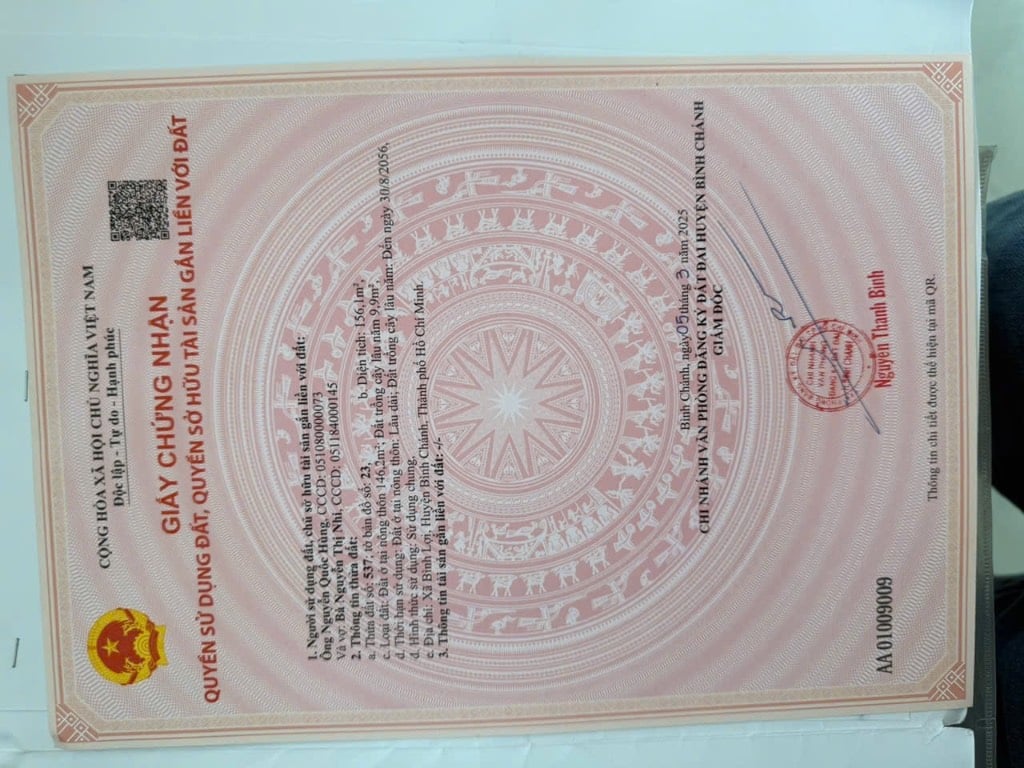 CỘNG HÒA XÃ HỘI CHỦ NGHĨA VIỆT NAM
Độc lập - Tự do - Hạnh phúc
GIẤY CHỨNG NHẬN
QUYỀN SỬ DỤNG ĐẤT, QUYỀN SỞ HỮU TÀI SẢN GẮN LIỀN VỚI ĐẤT
1. Người sử dụng đất, chủ sở hữu tài sản gắn liền với đất:
Ông Nguyễn Quốc Hùng, CCCD: 051080000073
Và vợ: Bà Nguyễn Thị Nhi, CCCD: 051184000145
2. Thông tin thửa đất:
a. Thửa đất số: 537; tờ bản đồ số: 23, b. Diện tích: 156,1m²,
c. Loại đất: Đất ở tại nông thôn 146,2m²; Đất trồng cây lâu năm 9,9m²,
d. Thời hạn sử dụng: Đất ở tại nông thôn: Lâu dài; Đất trồng cây lâu năm: Đến ngày 30/8/2056,
đ. Hình thức sử dụng: Sử dụng chung,
e. Địa chỉ: Xã Bình Lợi, Huyện Bình Chánh, Thành phố Hồ Chí Minh.
3. Thông tin tài sản gắn liền với đất: -/-
Bình Chánh, ngày 05 tháng 3 năm 2025
CHI NHÁNH VĂN PHÒNG ĐĂNG KÝ ĐẤT ĐAI HUYỆN BÌNH CHÁNH
GIÁM ĐỐC
CHI NHÁNH
VĂN PHÒNG
Nguyễn Thanh Bình
AA 01009009
Thông tin chi tiết được thể hiện tại mã QR.